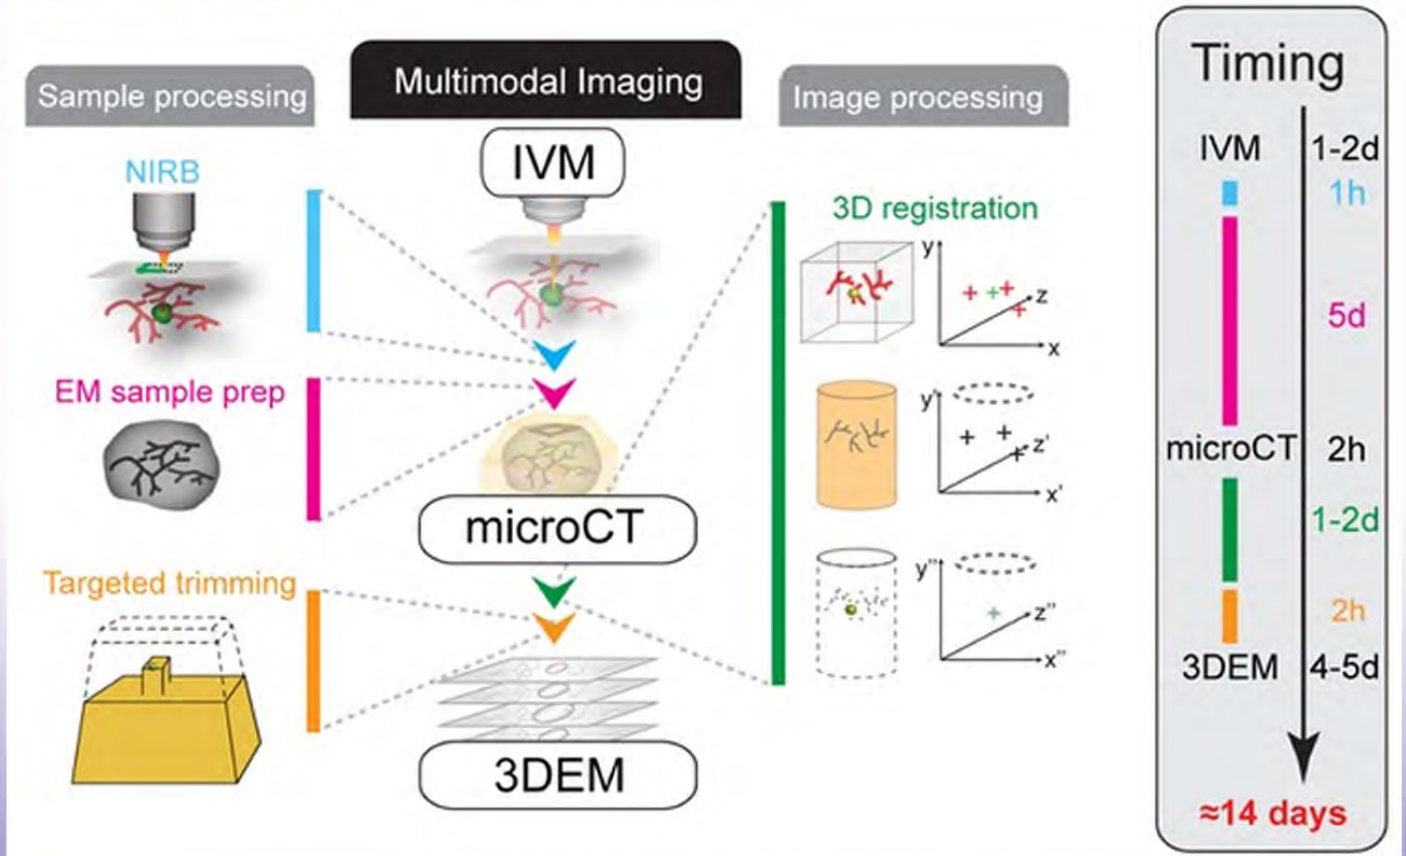 Sample processing
Multimodal Imaging
Image processing
NIRB
IVM
3D registration
y
z
x
EM sample prep
y'
z'
x'
microCT
Targeted trimming
y''
z''
x''
3DEM
Timing
IVM 1-2d
1h
5d
microCT 2h
1-2d
2h
3DEM 4-5d
≈14 days